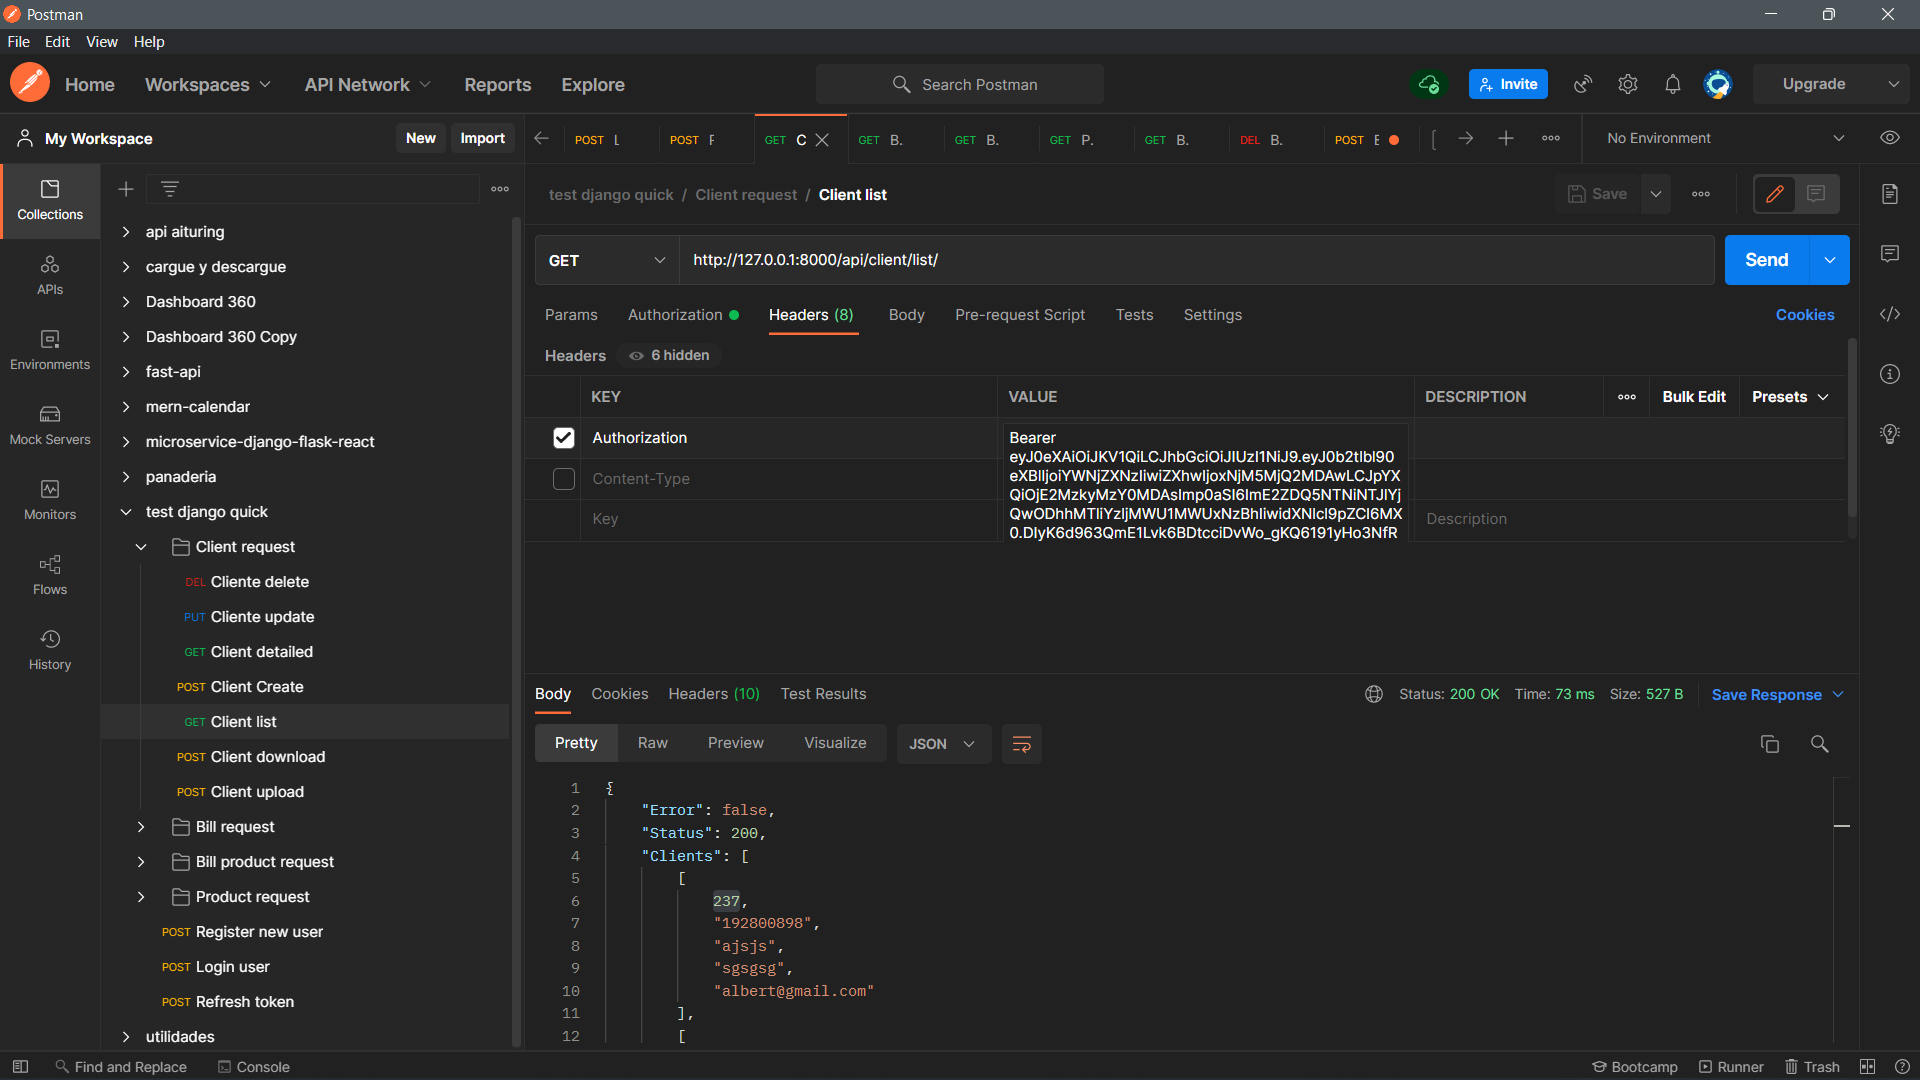 Postman
File Edit View Help
Home Workspaces API Network Reports Explore
Search Postman
Invite
Upgrade
My Workspace
New Import
POST
POST
GET C
GET B.
GET B.
GET P.
GET B.
DEL B.
POST
No Environment
Collections
APIs
Environments
Mock Servers
Monitors
Flows
History
api aituring
cargue y descargue
Dashboard 360
Dashboard 360 Copy
fast-api
mern-calendar
microservice-django-flask-react
panaderia
test django quick
Client request
DEL Cliente delete
PUT Cliente update
GET Client detailed
POST Client Create
GET Client list
POST Client download
POST Client upload
Bill request
Bill product request
Product request
POST Register new user
POST Login user
POST Refresh token
utilidades
test django quick / Client request / Client list
Save
GET http://127.0.0.1:8000/api/client/list/
Send
Params Authorization Headers (8) Body Pre-request Script Tests Settings
Cookies
Headers 6 hidden
KEY VALUE DESCRIPTION Bulk Edit Presets
Authorization
Bearer
Content-Type
Key
Description
Body Cookies Headers (10) Test Results
Status: 200 OK Time: 73 ms Size: 527 B Save Response
Pretty Raw Preview Visualize JSON
1 {
2 "Error": false,
3 "Status": 200,
4 "Clients": [
5 [
6 237,
7 "192800898",
8 "ajsjs",
9 "sgsgsg",
10 "albert@gmail.com"
11 ],
12 [
Find and Replace Console
Bootcamp Runner Trash